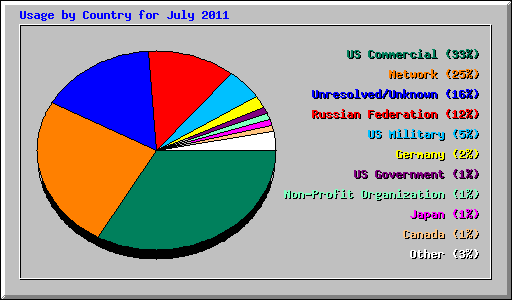 Usage by Country for July 2011
US Commercial (33%)
Network (25%)
Unresolved/Unknown (16%)
Russian Federation (12%)
US Military (5%)
Germany (2%)
US Government (1%)
Non-Profit Organization (1%)
Japan (1%)
Canada (1%)
Other (3%)